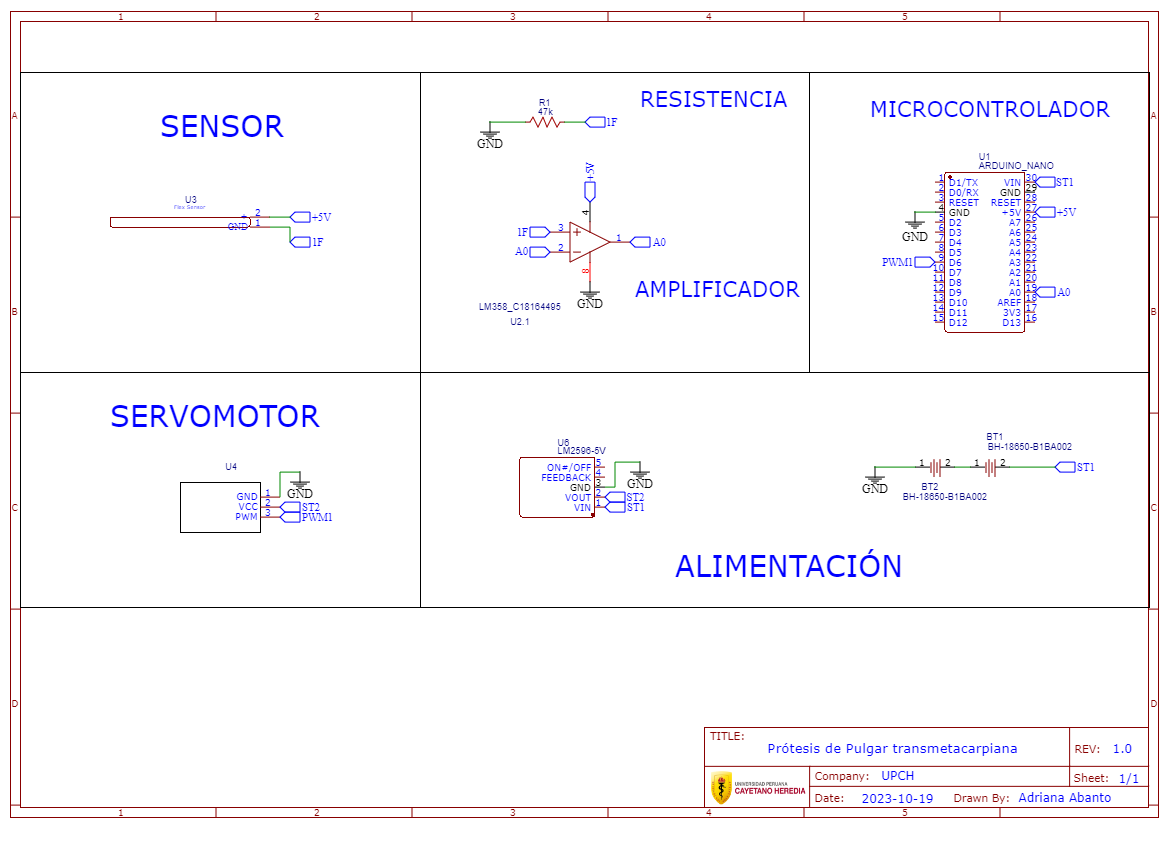 1 2 3 4 5
A
B
C
D
SENSOR
U3
Flex Sensor
2
+5V
GND
1
1F
RESISTENCIA
R1
47k
1F
GND
+5V
4
1F 3
A0 2
1 A0
8
GND
LM358_C18164495
U2.1
AMPLIFICADOR
MICROCONTROLADOR
U1
ARDUINO_NANO
1 D1/TX VIN 30 ST1
2 D0/RX GND 29
3 RESET RESET 28
4 GND +5V 27 +5V
GND
5 D2 A7 26
6 D3 A6 25
7 D4 A5 24
8 D5 A4 23
PWM1 9 D6 A3 22
10 D7 A2 21
11 D8 A1 20
12 D9 A0 19 A0
13 D10 AREF 18
14 D11 3V3 17
15 D12 D13 16
SERVOMOTOR
U4
GND 1
GND
VCC 2 ST2
PWM 3 PWM1
U6
LM2596-5V
ON#/OFF 5
FEEDBACK 4
GND 3
GND
VOUT 2 ST2
VIN 1 ST1
BT1
BH-18650-B1BA002
1 2 1 2 ST1
GND
BT2
BH-18650-B1BA002
ALIMENTACIÓN
TITLE:
Prótesis de Pulgar transmetacarpiana
REV: 1.0
UNIVERSIDAD PERUANA
CAYETANO HEREDIA
Company: UPCH
Sheet: 1/1
Date: 2023-10-19 Drawn By: Adriana Abanto
A
B
C
D
1 2 3 4 5